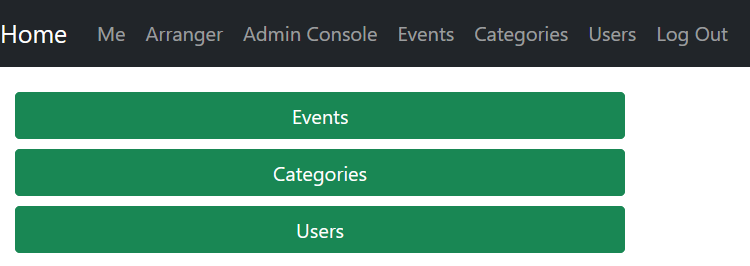 Home Me Arranger Admin Console Events Categories Users Log Out
Events
Categories
Users